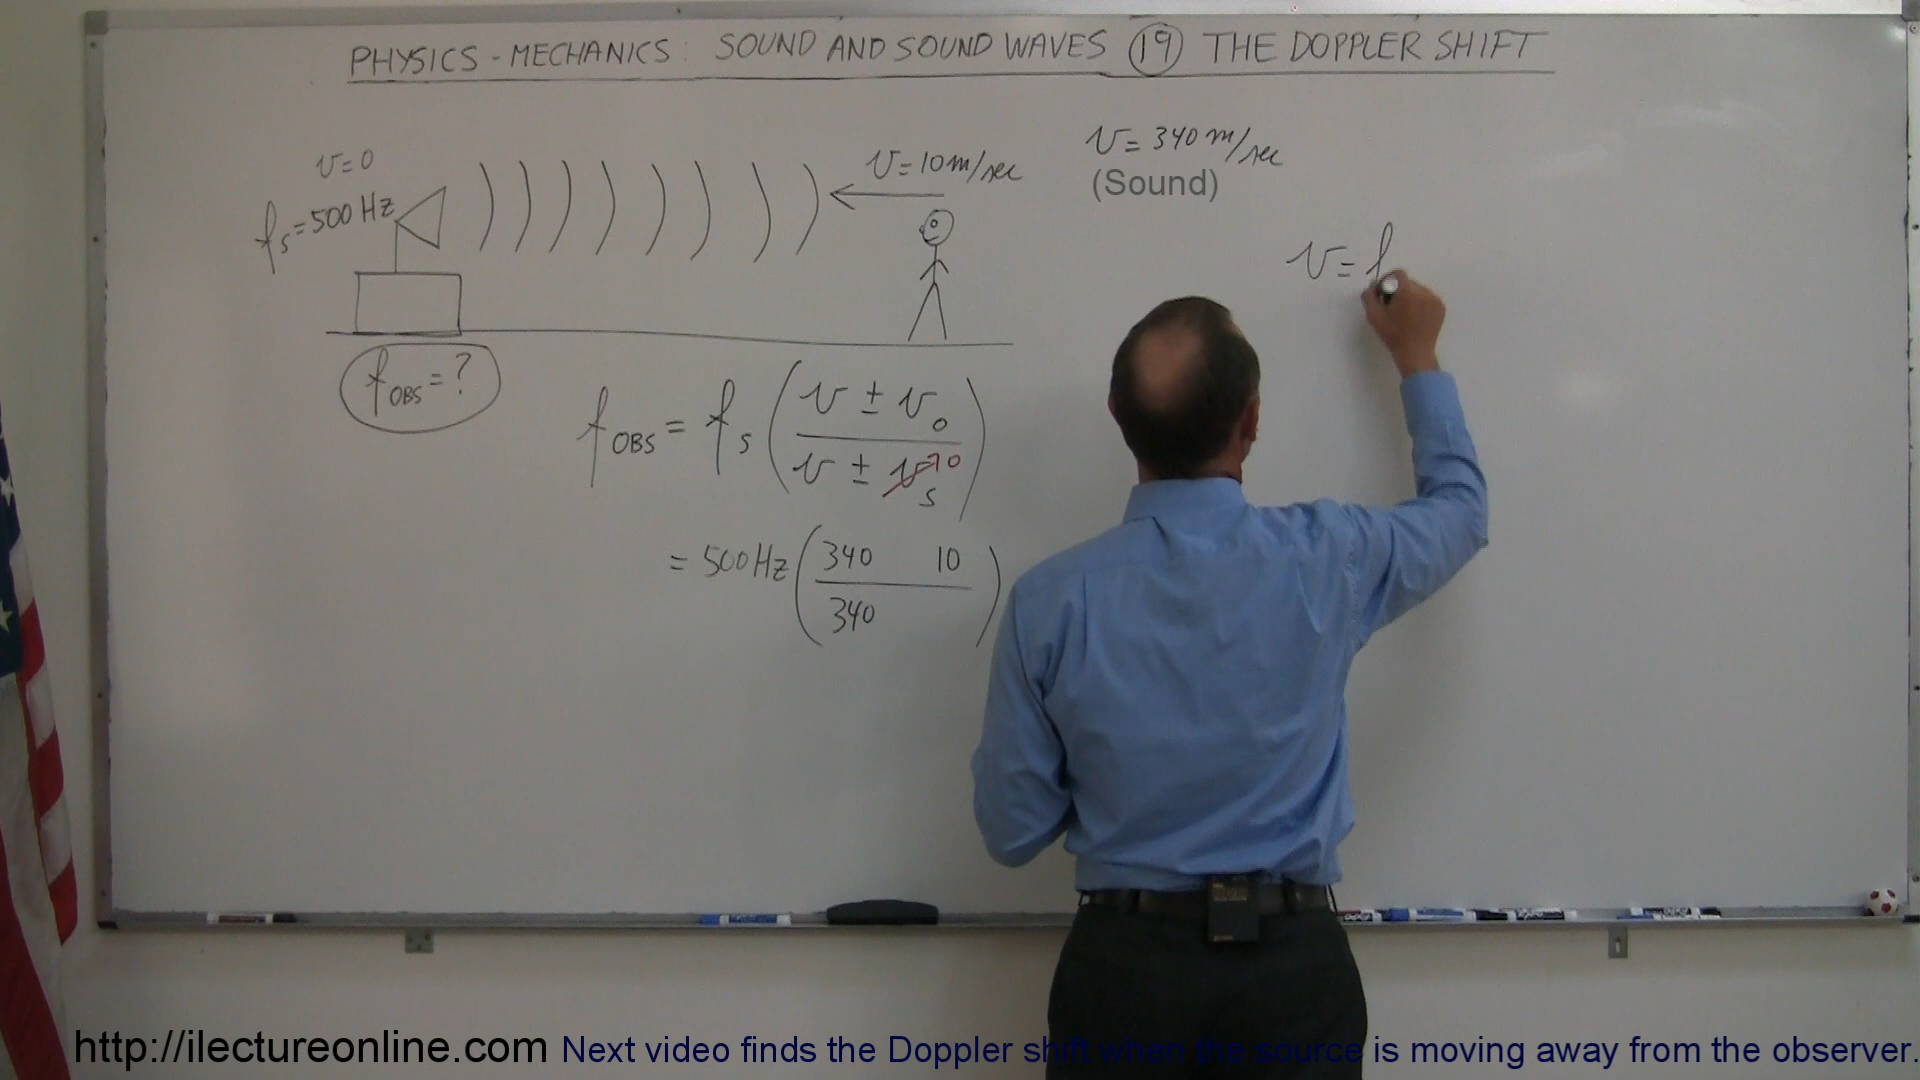 PHYSICS - MECHANICS: SOUND AND SOUND WAVES 19 THE DOPPLER SHIFT
v=0
f_s=500 Hz
v=10 m/sec
v=340 m/sec
(Sound)
v=f
f_OBS=?
f_OBS = f_s (v ± v_o / v ± v_s→0)
= 500 Hz (340 10 / 340)
http://ilectureonline.com Next video finds the Doppler shift when the source is moving away from the observer.